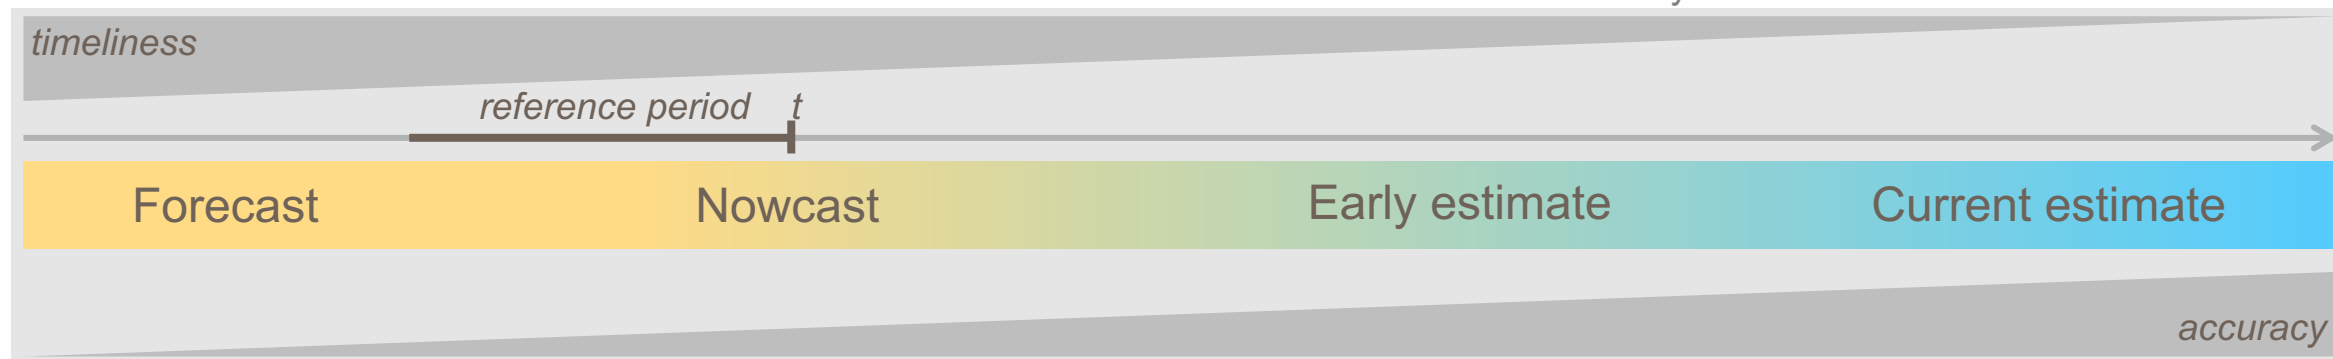 timeliness
reference period t
Forecast Nowcast Early estimate Current estimate
accuracy